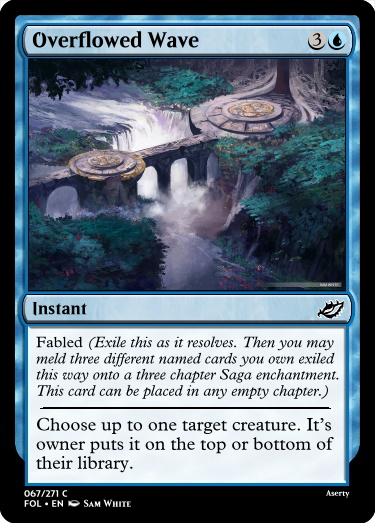 Overflowed Wave 3
Instant
Fabled (Exile this as it resolves. Then you may
meld three different named cards you own exiled
this way onto a three chapter Saga enchantment.
This card can be placed in any empty chapter.)
Choose up to one target creature. It's
owner puts it on the top or bottom of
their library.
067/271 C
FOL • EN Sam White
Aserty